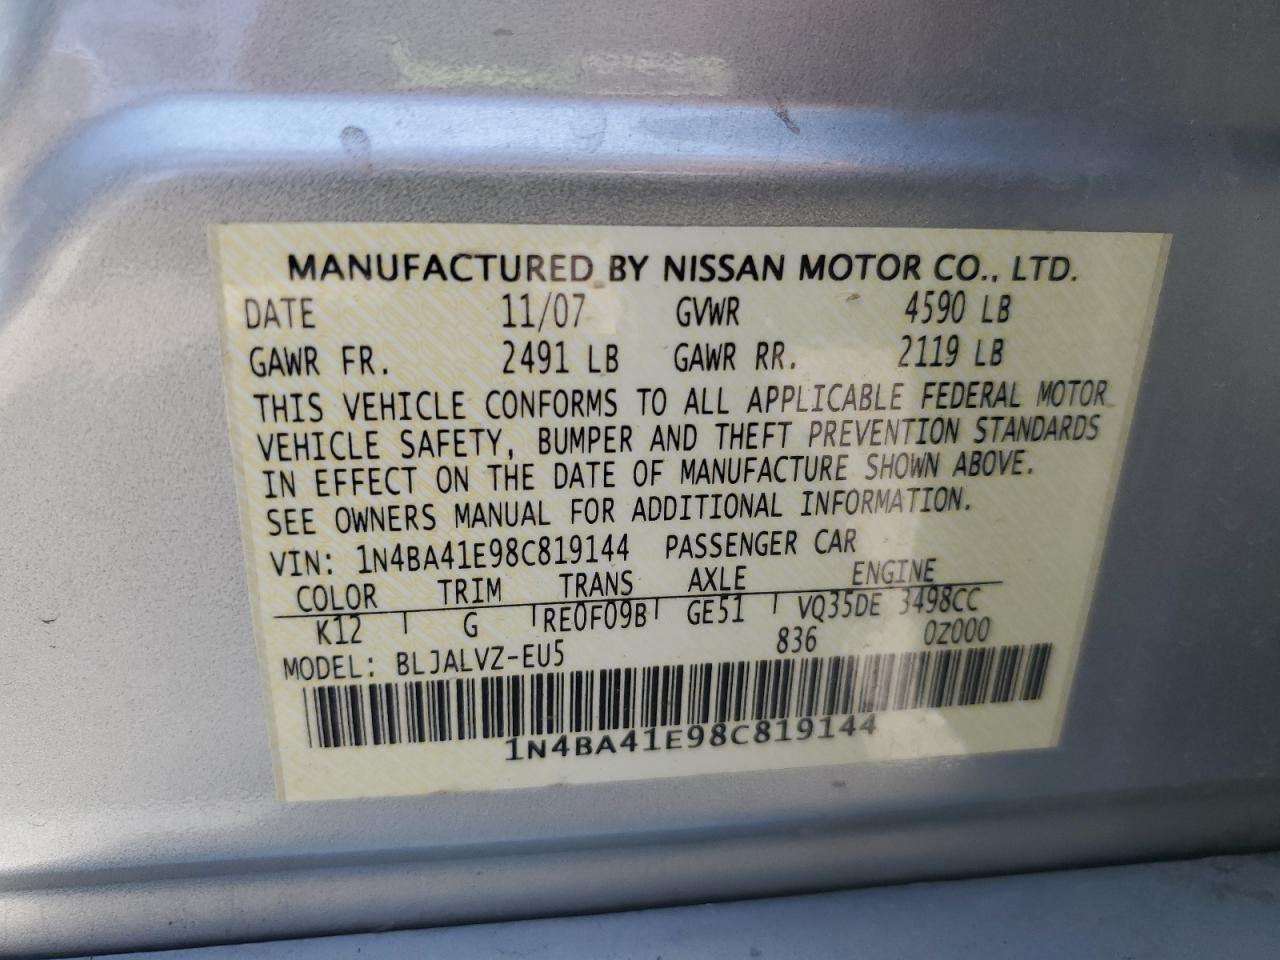 MANUFACTURED BY NISSAN MOTOR CO., LTD.
DATE 11/07 GVWR 4590 LB
GAWR FR. 2491 LB GAWR RR. 2119 LB
THIS VEHICLE CONFORMS TO ALL APPLICABLE FEDERAL MOTOR
VEHICLE SAFETY, BUMPER AND THEFT PREVENTION STANDARDS
IN EFFECT ON THE DATE OF MANUFACTURE SHOWN ABOVE.
SEE OWNERS MANUAL FOR ADDITIONAL INFORMATION.
VIN: 1N4BA41E98C819144 PASSENGER CAR
COLOR TRIM TRANS AXLE ENGINE
K12 G RE0F09B GE51 VQ35DE 3498CC
MODEL: BLJALVZ-EU5 836 0Z000
1N4BA41E98C819144